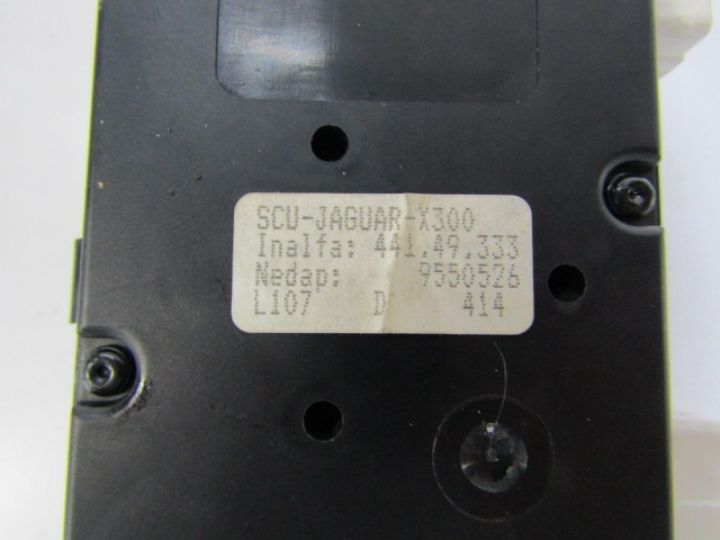 SCU-JAGUAR-X300
Inalfa: 441.49.333
Nedap: 9550526
L107 D 414